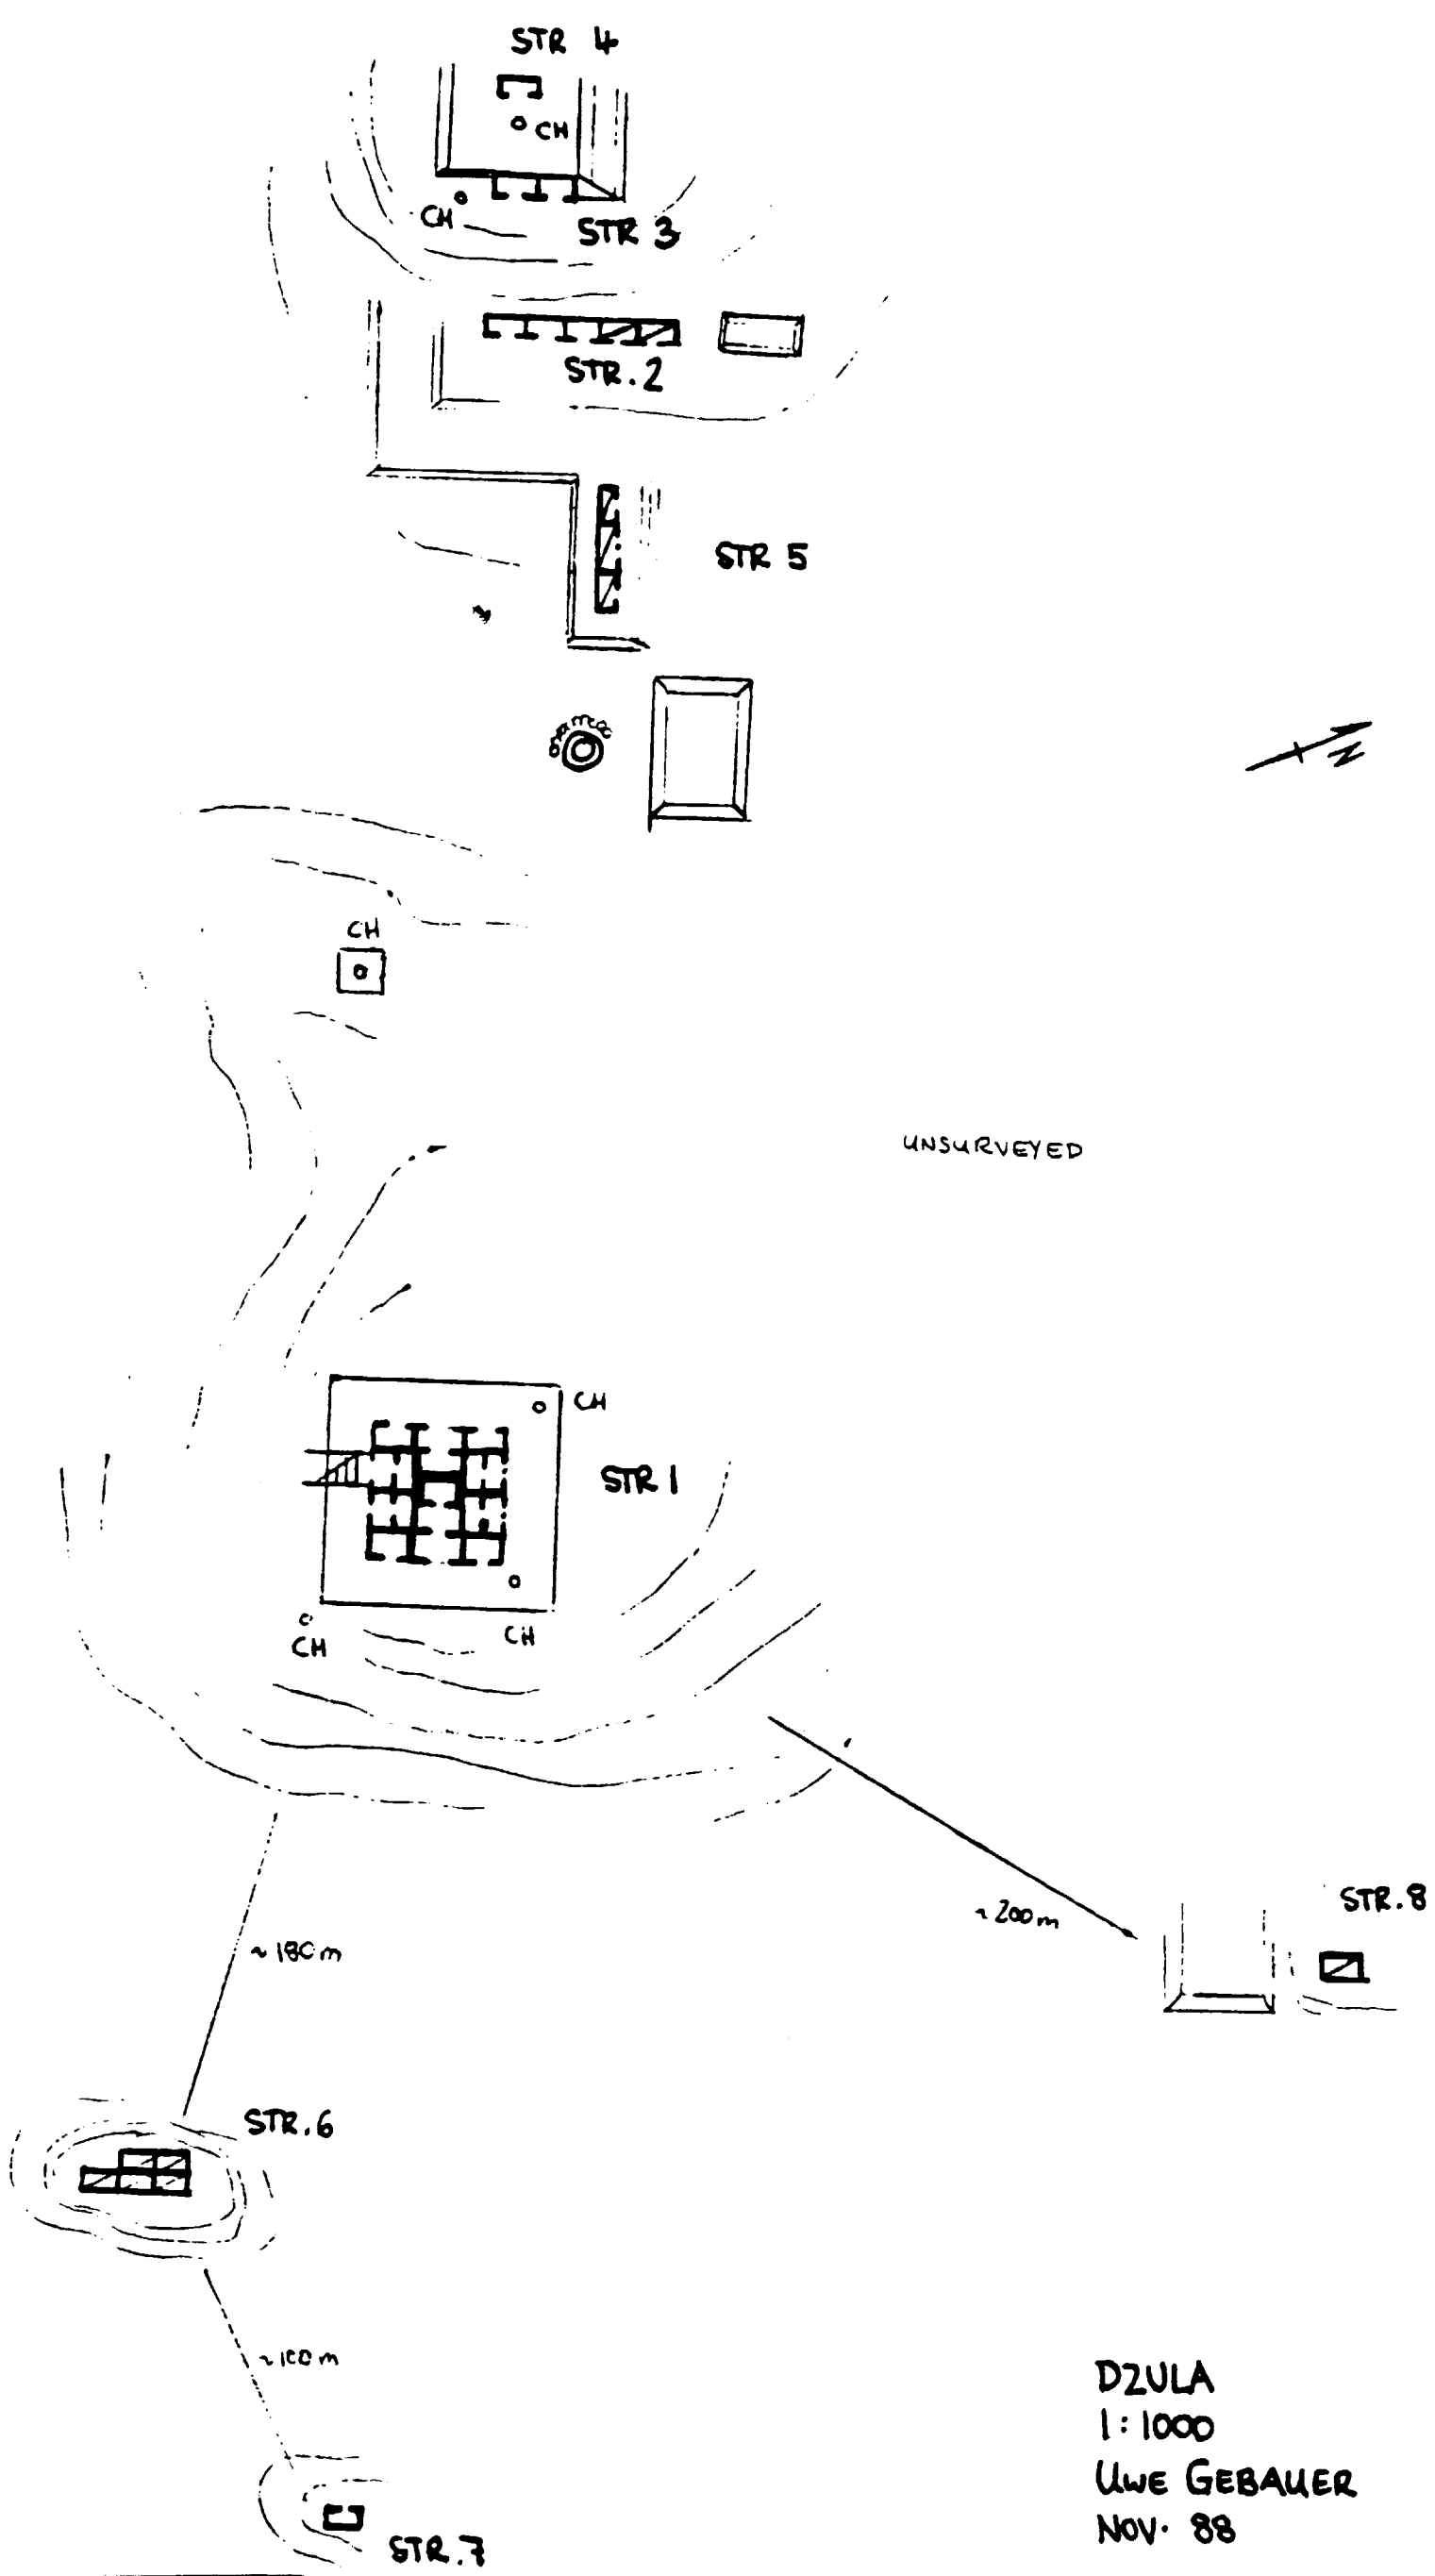 STR 4
CH
CH
STR 3
STR. 2
STR 5
N
CH
UNSURVEYED
CH
STR 1
CH
CH
~200m
STR. 8
~180m
STR. 6
~100m
STR. 7
DZULA
1:1000
UWE GEBAUER
NOV. 88